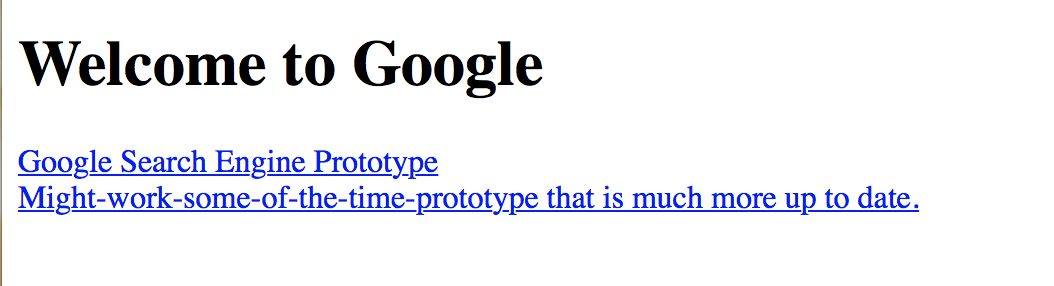 Welcome to Google
Google Search Engine Prototype
Might-work-some-of-the-time-prototype that is much more up to date.